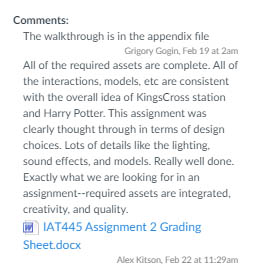 Comments:
The walkthrough is in the appendix file
Grigory Gogin, Feb 19 at 2am
All of the required assets are complete. All of
the interactions, models, etc are consistent
with the overall idea of KingsCross station
and Harry Potter. This assignment was
clearly thought through in terms of design
choices. Lots of details like the lighting,
sound effects, and models. Really well done.
Exactly what we are looking for in an
assignment--required assets are integrated,
creativity, and quality.
IAT445 Assignment 2 Grading
Sheet.docx
Alex Kitson, Feb 22 at 11:29am